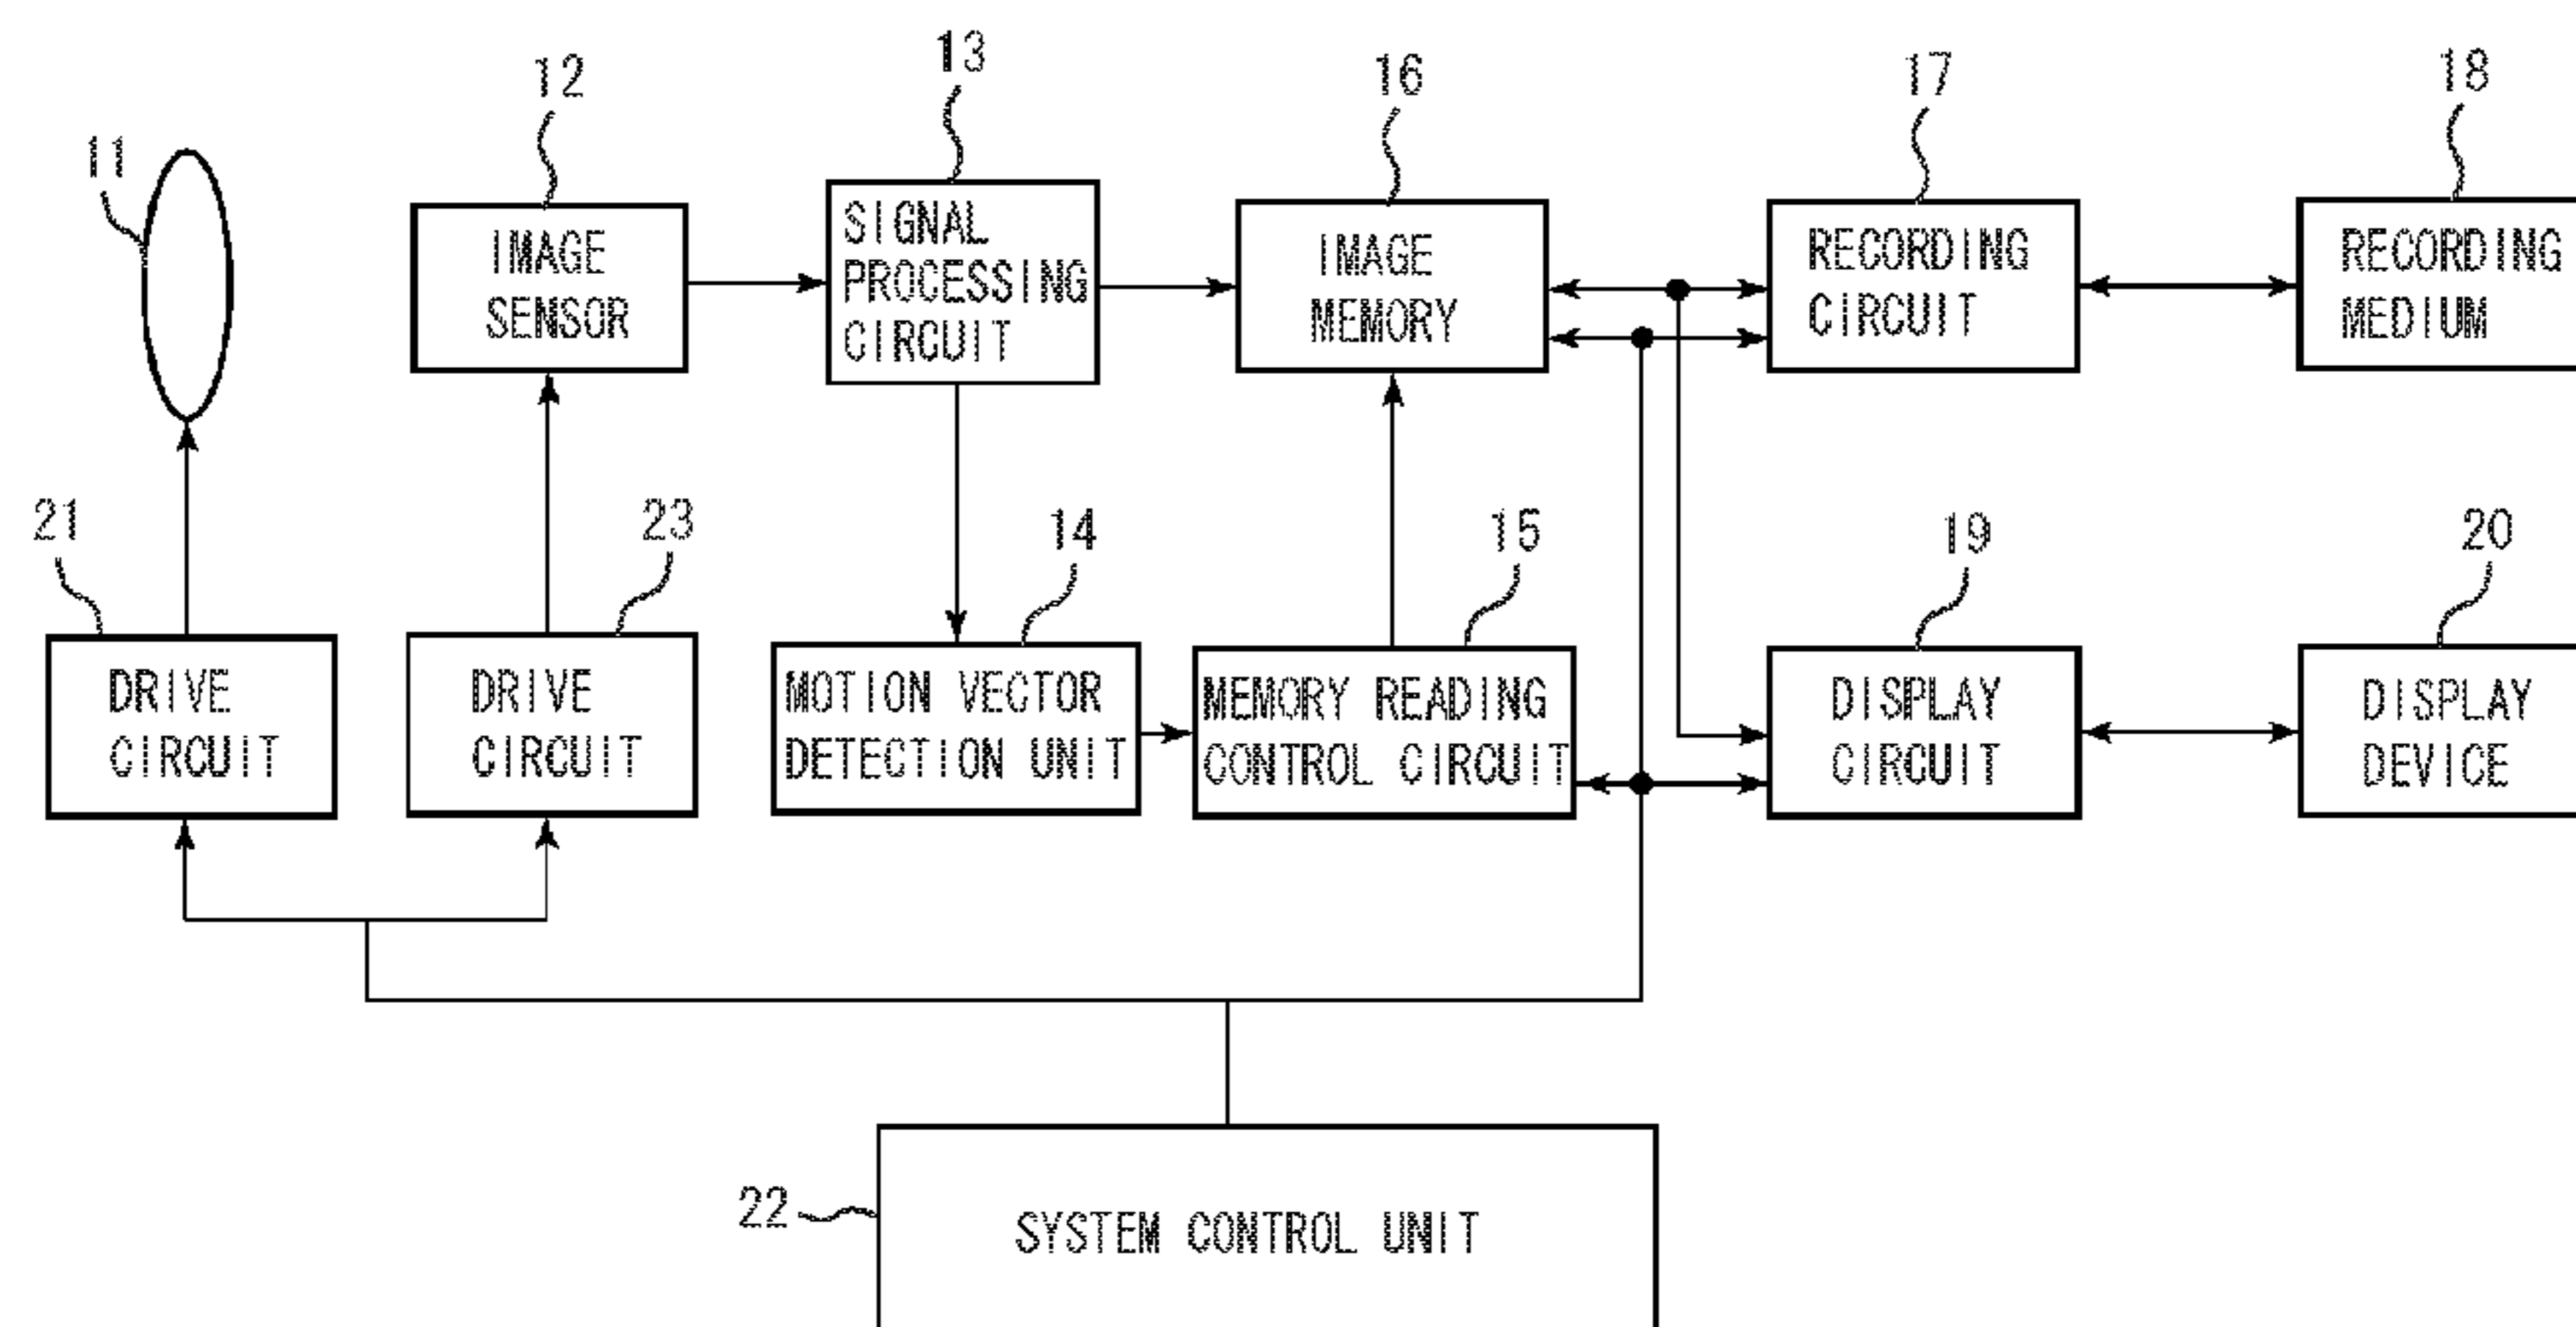 11
12
IMAGE
SENSOR
13
SIGNAL
PROCESSING
CIRCUIT
16
IMAGE
MEMORY
17
RECORDING
CIRCUIT
18
RECORDING
MEDIUM
21
DRIVE
CIRCUIT
23
DRIVE
CIRCUIT
14
MOTION VECTOR
DETECTION UNIT
15
MEMORY READING
CONTROL CIRCUIT
19
DISPLAY
CIRCUIT
20
DISPLAY
DEVICE
22
SYSTEM CONTROL UNIT